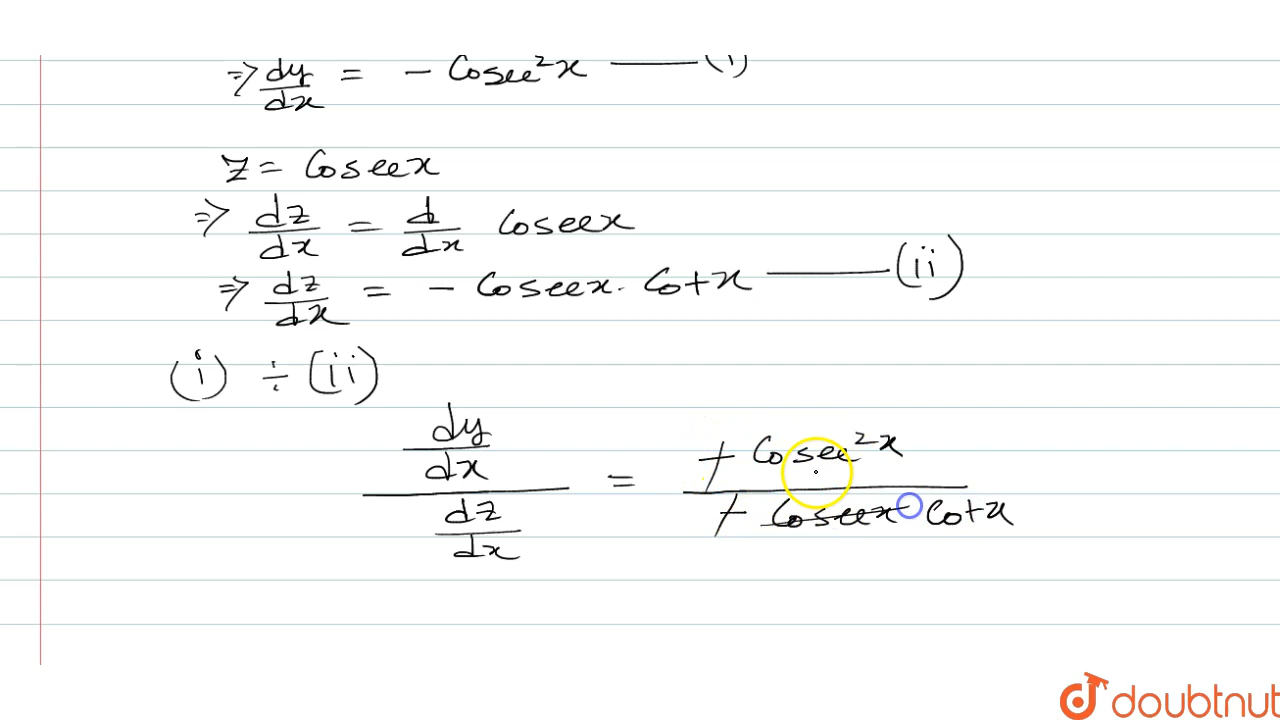 ⇒ dy/dx = - Cosec²x ——— (i)
z = Cosecx
⇒ dz/dx = d/dx Cosecx
⇒ dz/dx = - Cosecx · Cotx ——— (ii)
(i) ÷ (ii)
(dy/dx)/(dz/dx) = (- Cosec²x)/(- Cosecx Cotx)
doubtnut